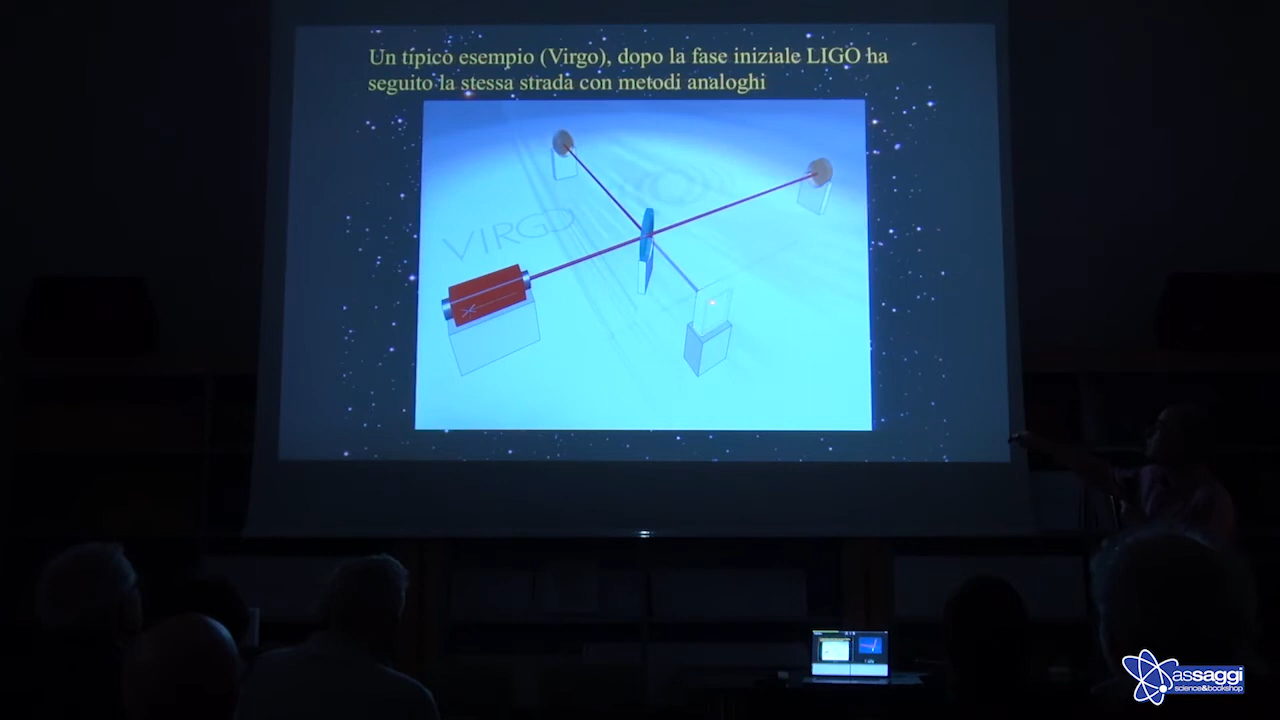 Un tipico esempio (Virgo), dopo la fase iniziale LIGO ha
seguito la stessa strada con metodi analoghi
VIRGO
assaggi
science&bookshop